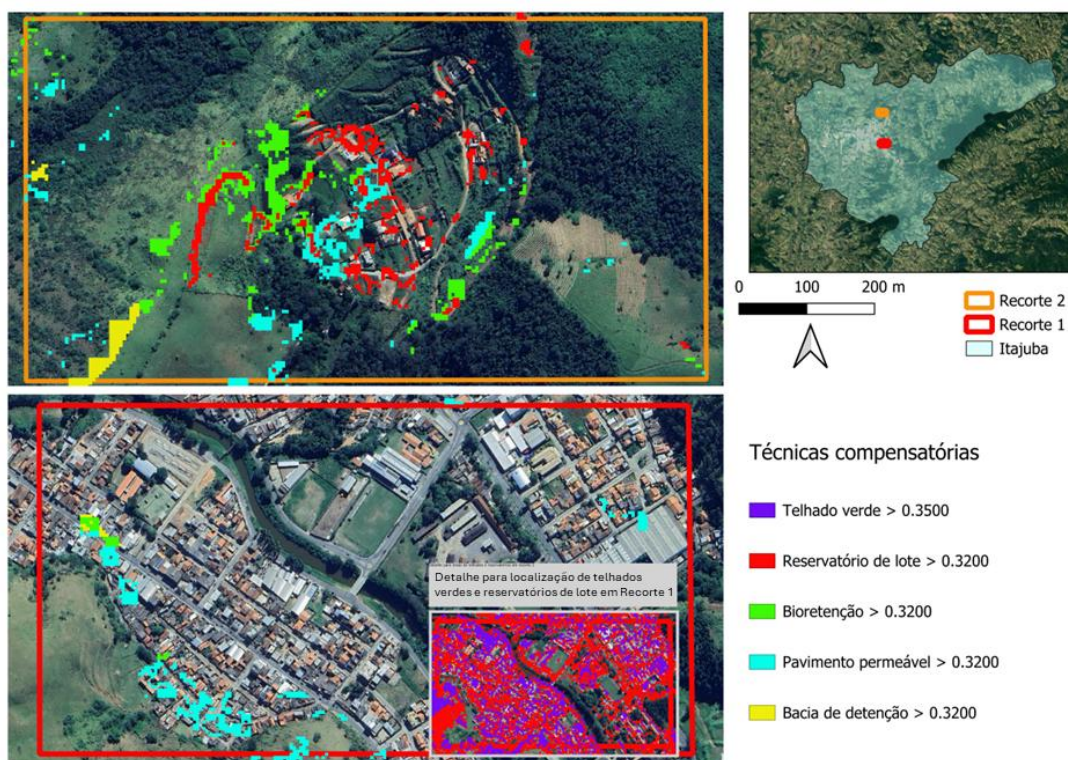 0 100 200 m
Recorte 2
Recorte 1
Itajuba
Técnicas compensatórias
Telhado verde > 0.3500
Reservatório de lote > 0.3200
Bioretenção > 0.3200
Pavimento permeável > 0.3200
Bacia de detenção > 0.3200
Detalhe para localização de telhados
verdes e reservatórios de lote em Recorte 1